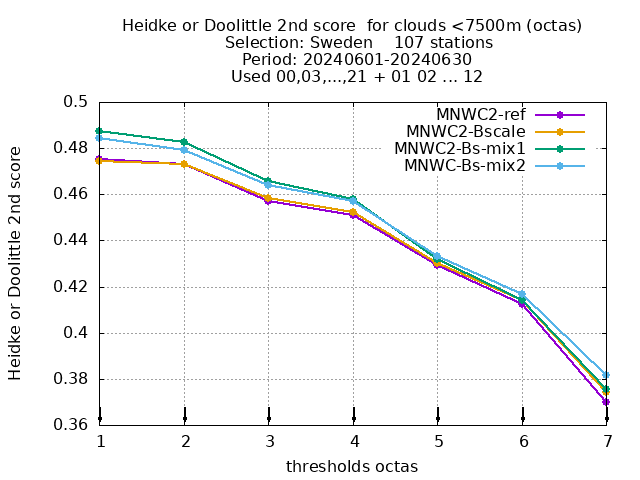 Heidke or Doolittle 2nd score  for clouds <7500m (octas)
Selection: Sweden    107 stations
Period: 20240601-20240630
Used 00,03,...,21 + 01 02 ... 12
MNWC2-ref
MNWC2-Bscale
MNWC2-Bs-mix1
MNWC-Bs-mix2
Heidke or Doolittle 2nd score
0.5
0.48
0.46
0.44
0.42
0.4
0.38
0.36
1 2 3 4 5 6 7
thresholds octas